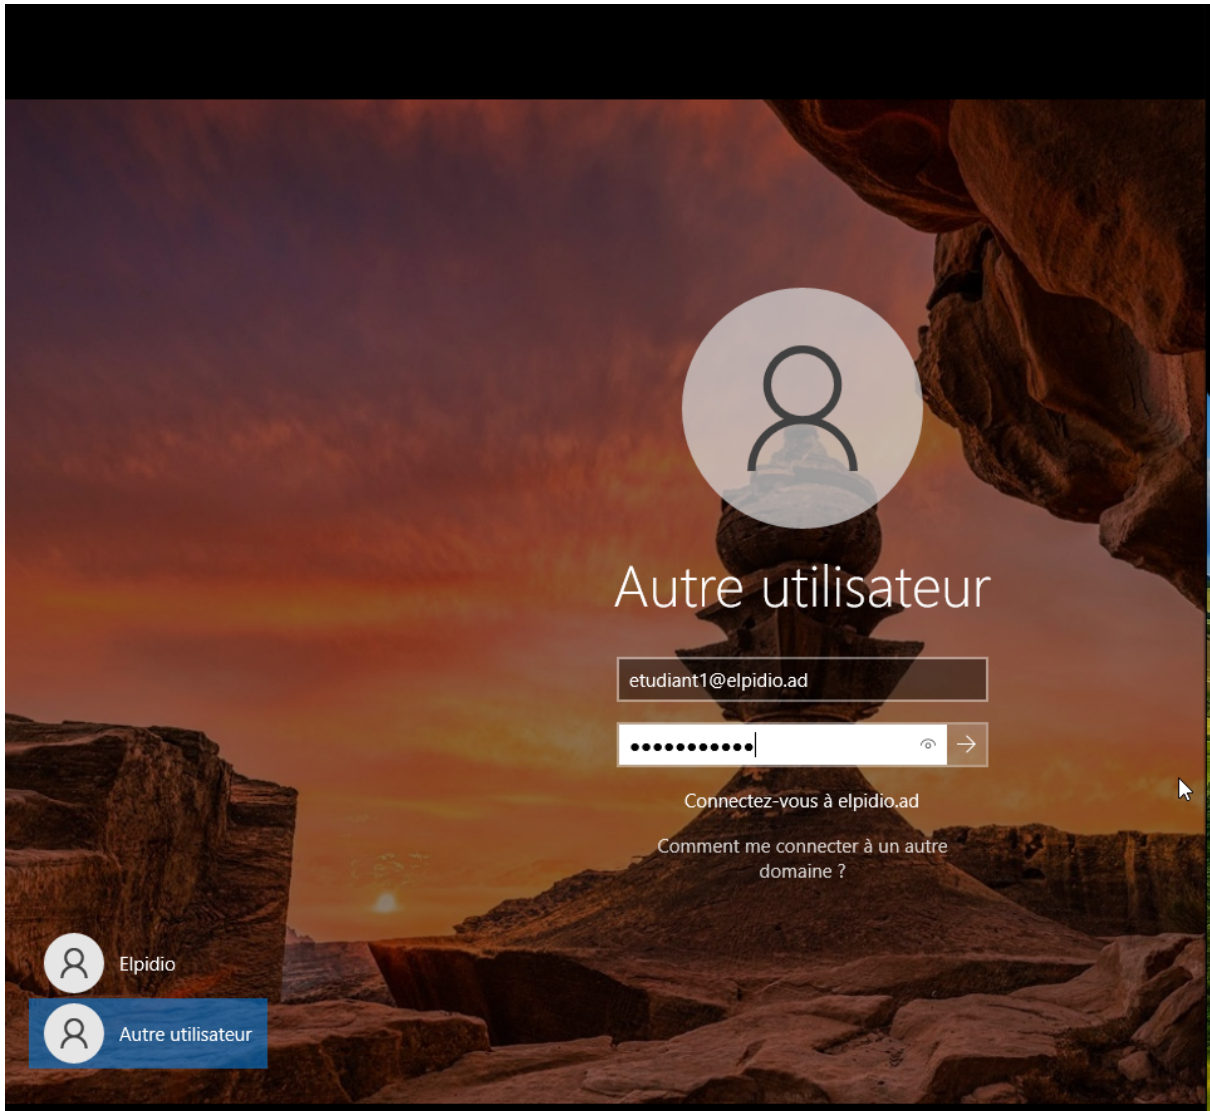 Autre utilisateur
etudiant1@elpidio.ad
Connectez-vous à elpidio.ad
Comment me connecter à un autre
domaine ?
Elpidio
Autre utilisateur